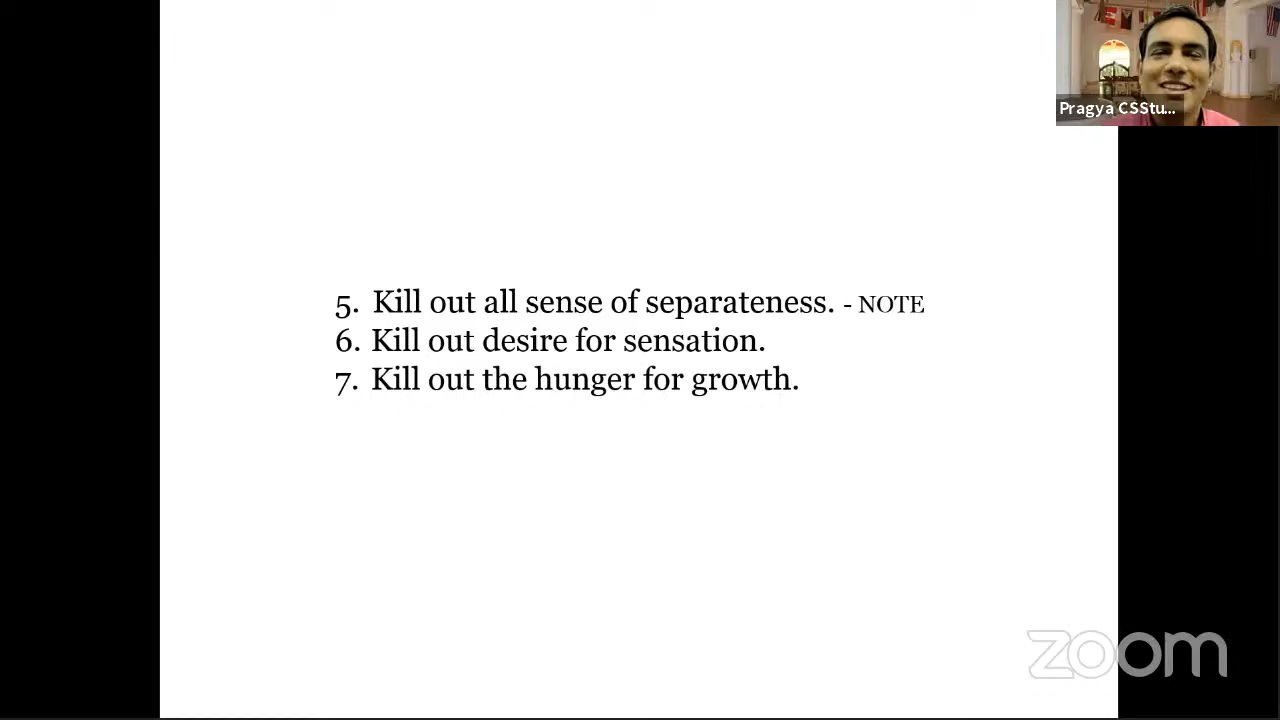 Pragya CSStu...
5. Kill out all sense of separateness. - NOTE
6. Kill out desire for sensation.
7. Kill out the hunger for growth.
zoom